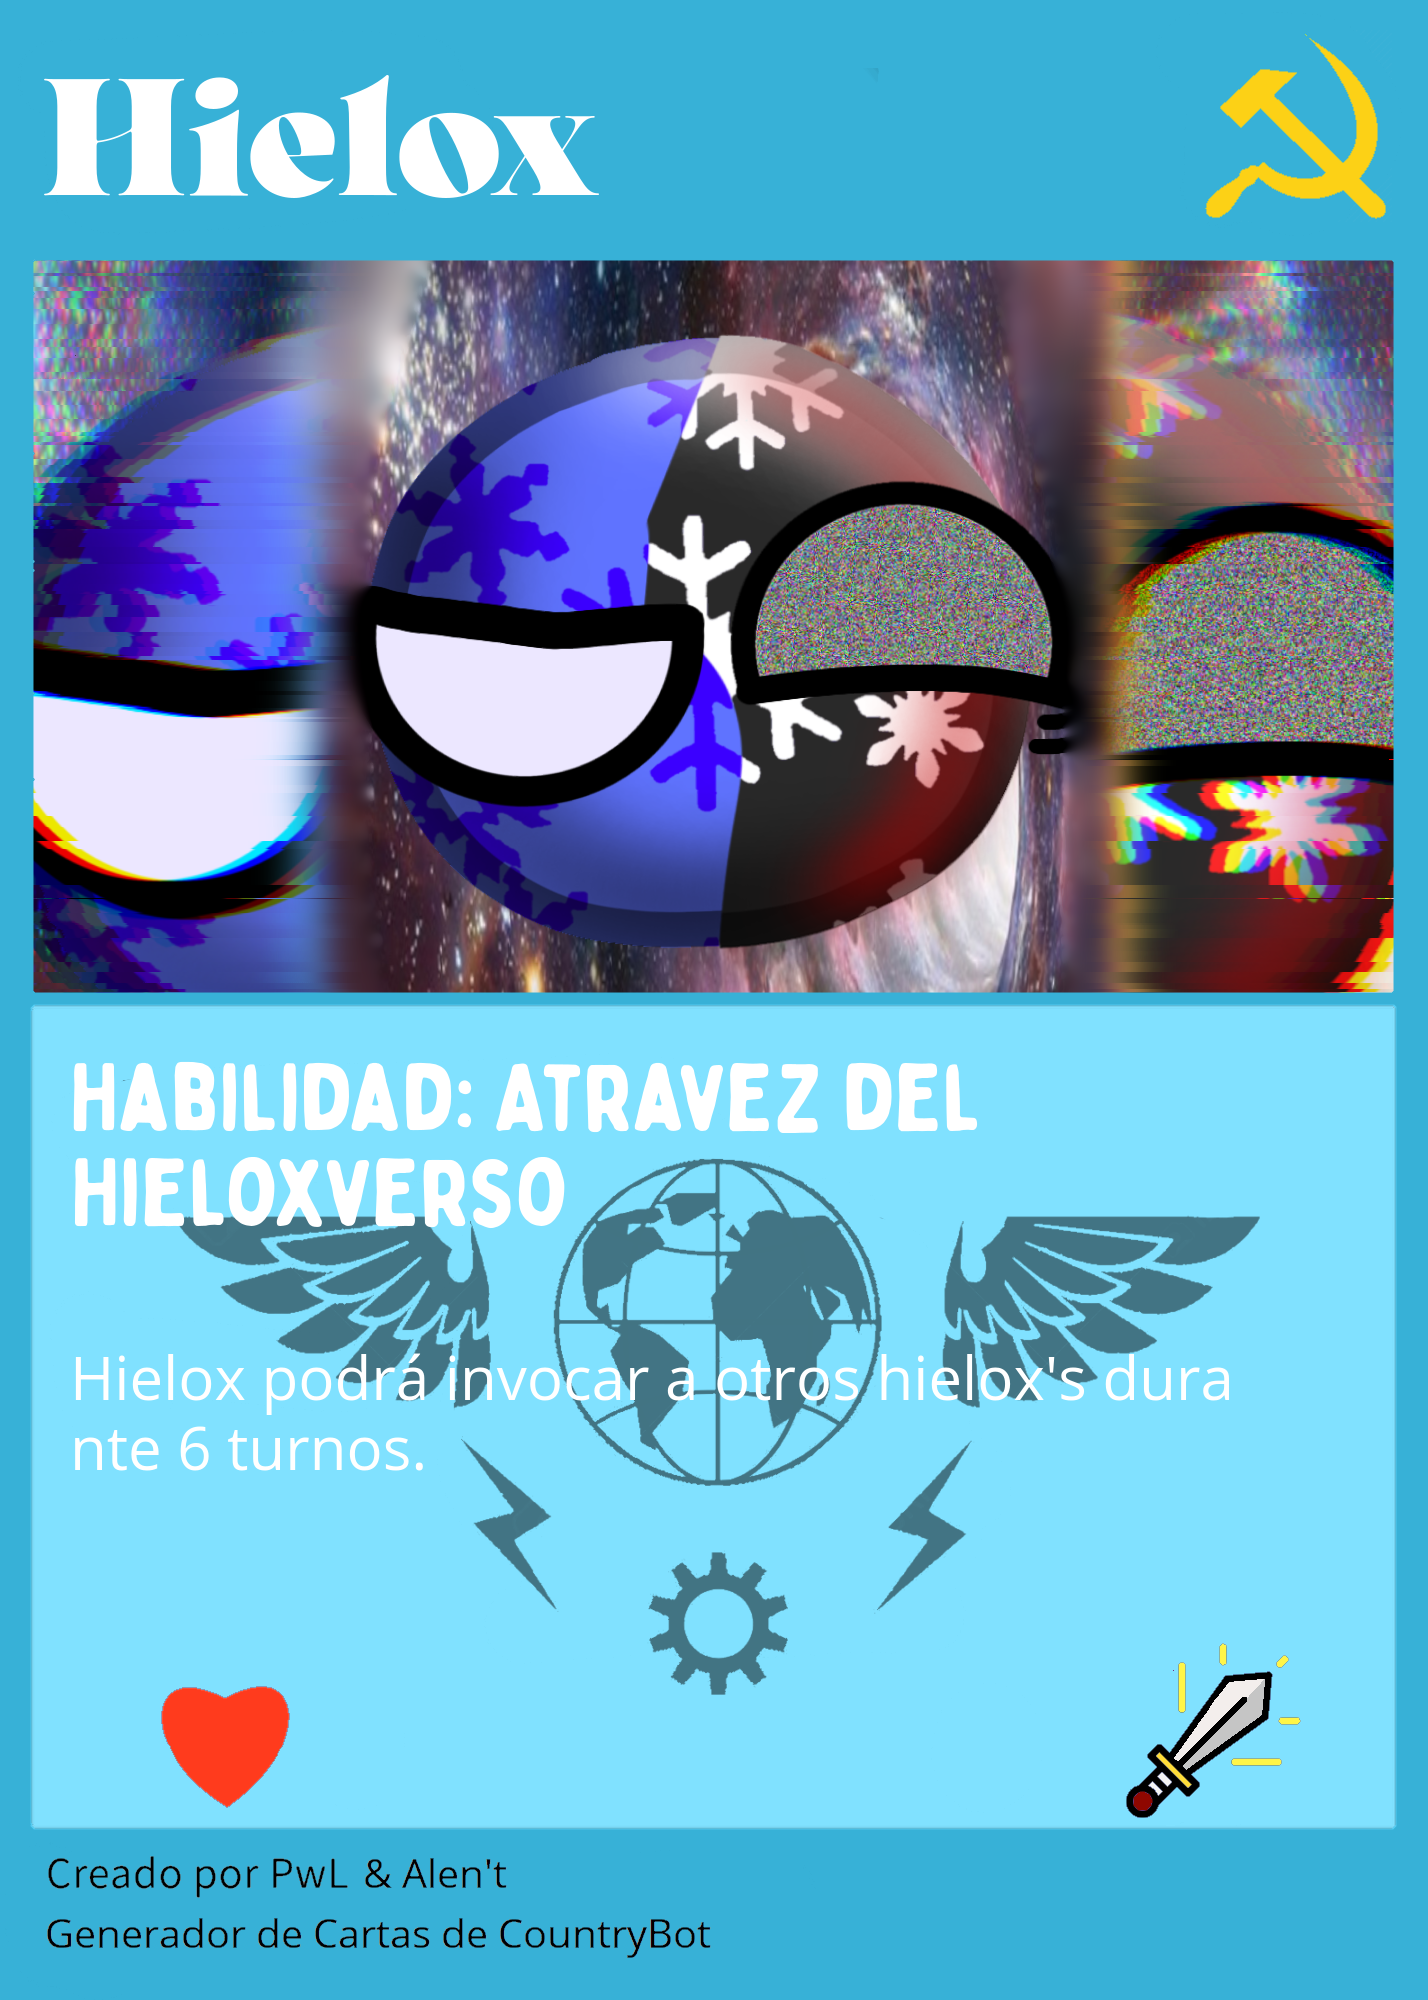 Hielox
HABILIDAD: ATRAVEZ DEL
HIELOXVERSO
Hielox podrá invocar a otros hielox's dura
nte 6 turnos.
Creado por PwL & Alen't
Generador de Cartas de CountryBot